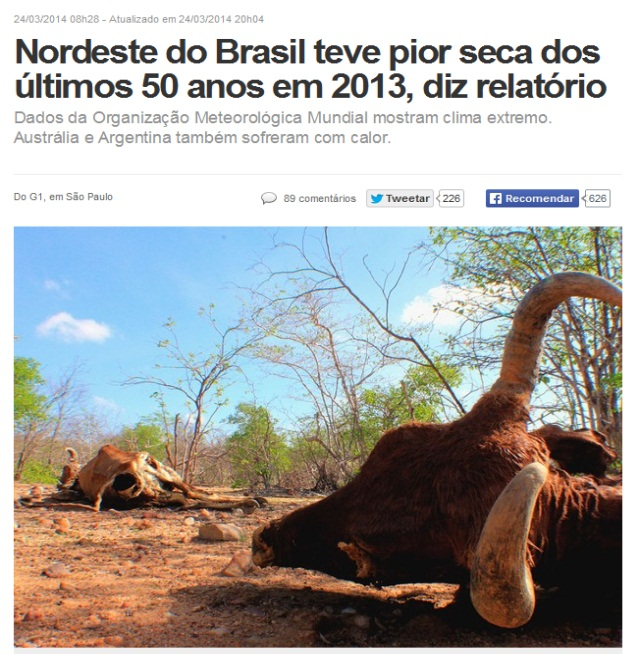 24/03/2014 08h28 - Atualizado em 24/03/2014 20h04
Nordeste do Brasil teve pior seca dos
últimos 50 anos em 2013, diz relatório
Dados da Organização Meteorológica Mundial mostram clima extremo.
Austrália e Argentina também sofreram com calor.
Do G1, em São Paulo 89 comentários Tweetar 226 Recomendar 626